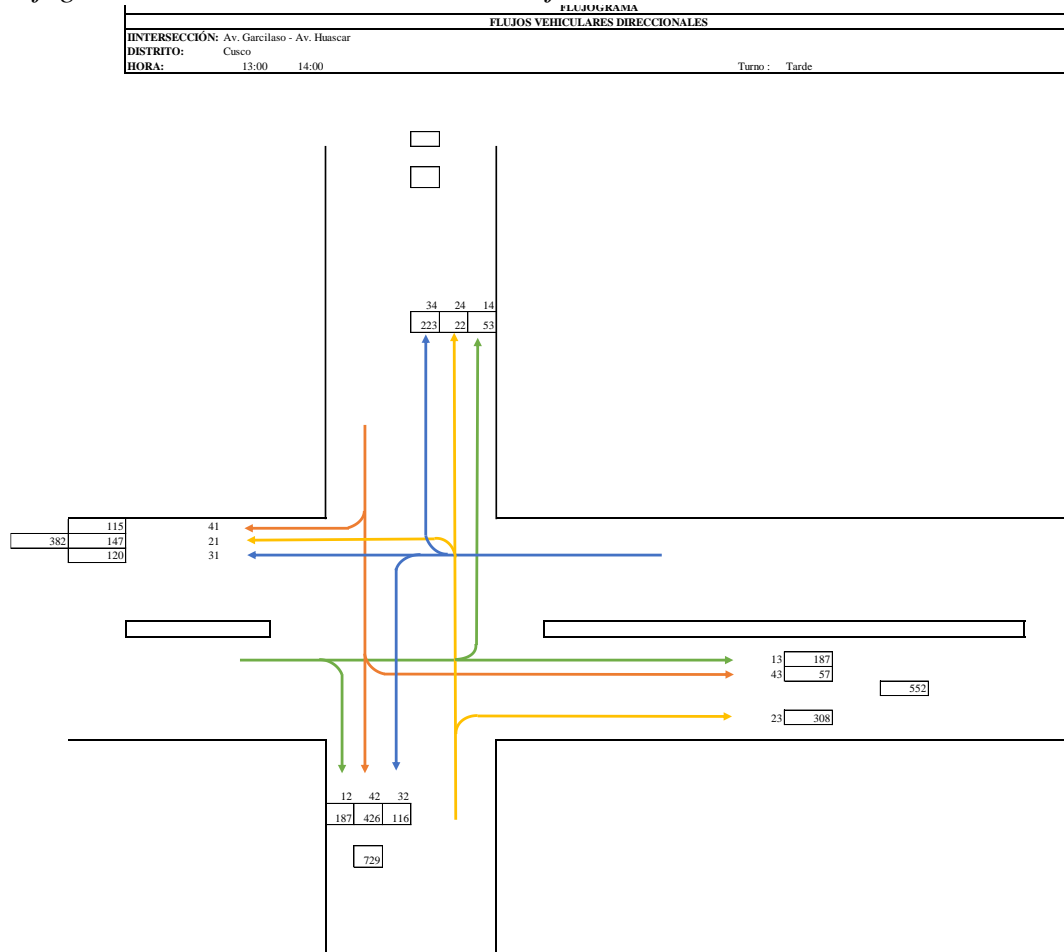 FLUJOGRAMA
FLUJOS VEHICULARES DIRECCIONALES
IINTERSECCIÓN: Av. Garcilaso - Av. Huascar
DISTRITO: Cusco
HORA: 13:00 14:00 Turno : Tarde
34 24 14
223 22 53
115 41
382 147 21
120 31
13 187
43 57
552
23 308
12 42 32
187 426 116
729